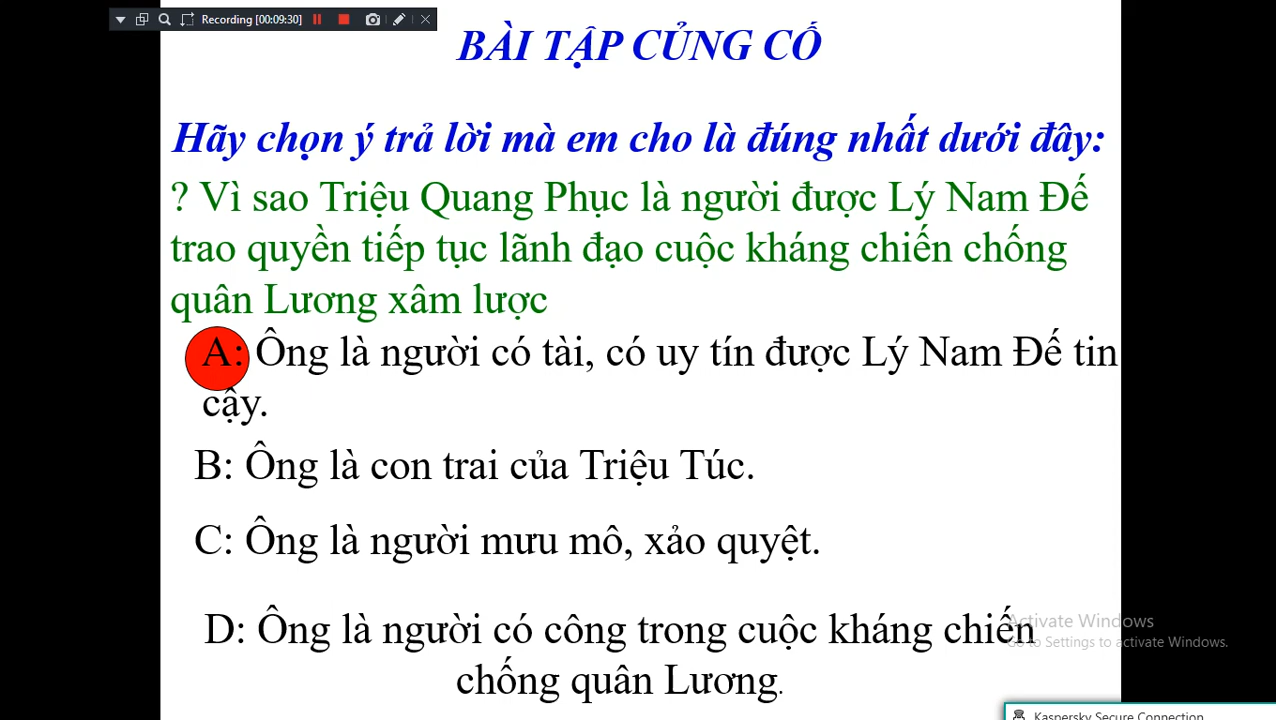 Recording [00:09:30]
BÀI TẬP CỦNG CỐ
Hãy chọn ý trả lời mà em cho là đúng nhất dưới đây:
? Vì sao Triệu Quang Phục là người được Lý Nam Đế
trao quyền tiếp tục lãnh đạo cuộc kháng chiến chống
quân Lương xâm lược
A: Ông là người có tài, có uy tín được Lý Nam Đế tin
cậy.
B: Ông là con trai của Triệu Túc.
C: Ông là người mưu mô, xảo quyệt.
D: Ông là người có công trong cuộc kháng chiến
chống quân Lương.
Activate Windows
Go to Settings to activate Windows.
Kaspersky Secure Connection